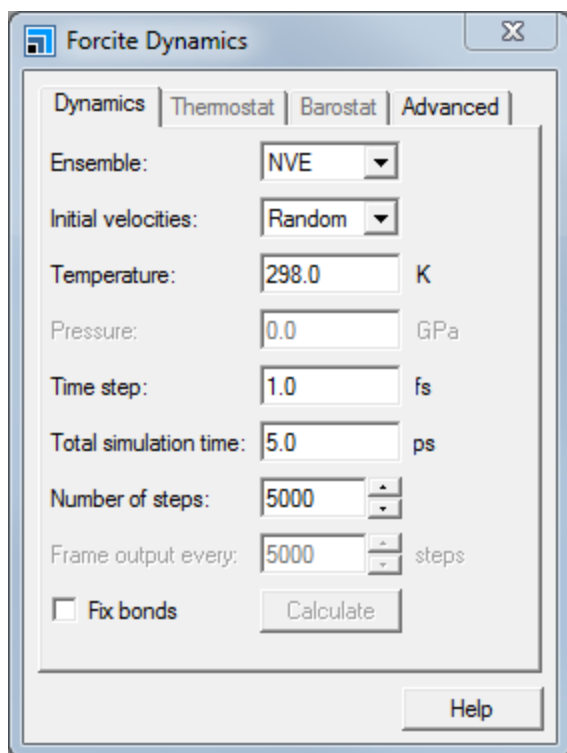 Forcite Dynamics
Dynamics Thermostat Barostat Advanced
Ensemble: NVE
Initial velocities: Random
Temperature: 298.0 K
Pressure: 0.0 GPa
Time step: 1.0 fs
Total simulation time: 5.0 ps
Number of steps: 5000
Frame output every: 5000 steps
Fix bonds Calculate
Help